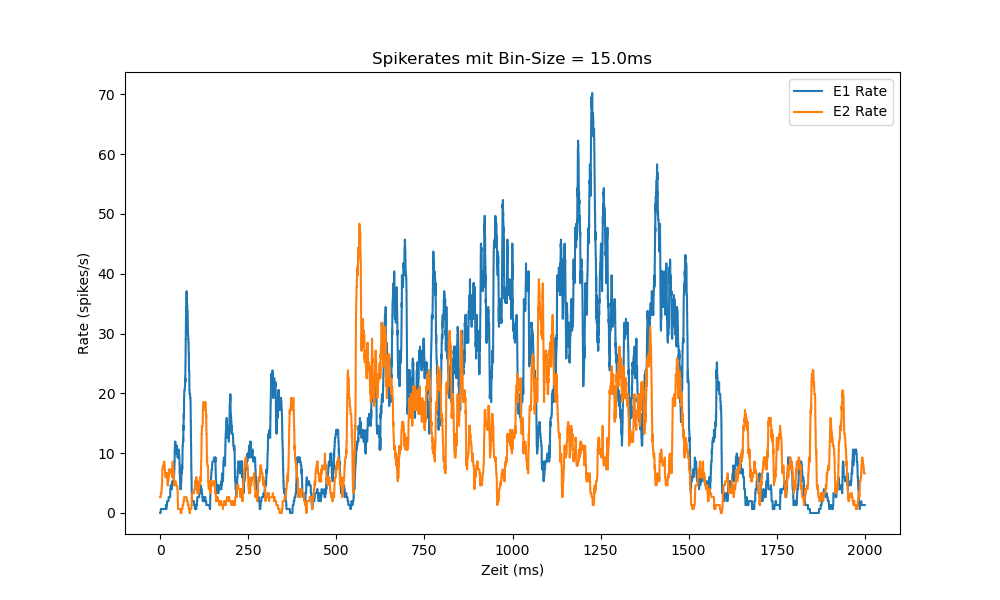 Spikerates mit Bin-Size = 15.0ms
E1 Rate
E2 Rate
70
60
50
40
30
20
10
0
Rate (spikes/s)
0 250 500 750 1000 1250 1500 1750 2000
Zeit (ms)